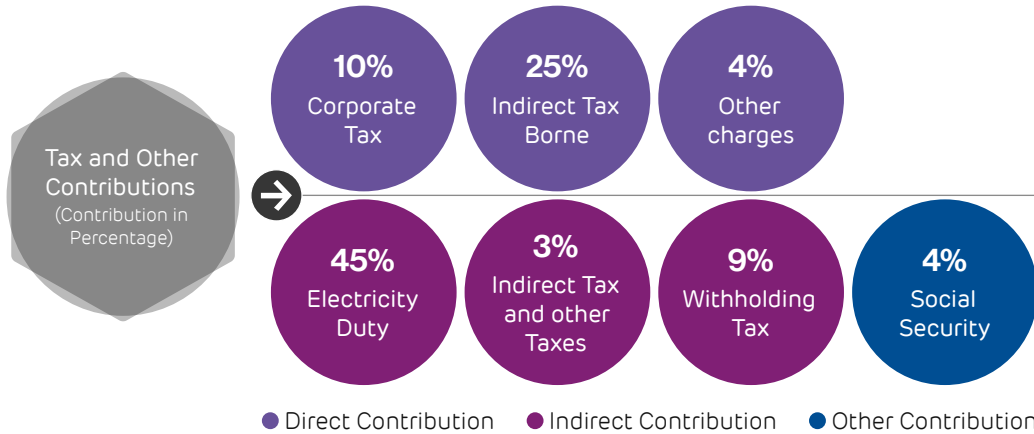 Tax and Other
Contributions
(Contribution in
Percentage)
10%
Corporate
Tax
25%
Indirect Tax
Borne
4%
Other
charges
45%
Electricity
Duty
3%
Indirect Tax
and other
Taxes
9%
Withholding
Tax
4%
Social
Security
Direct Contribution
Indirect Contribution
Other Contribution